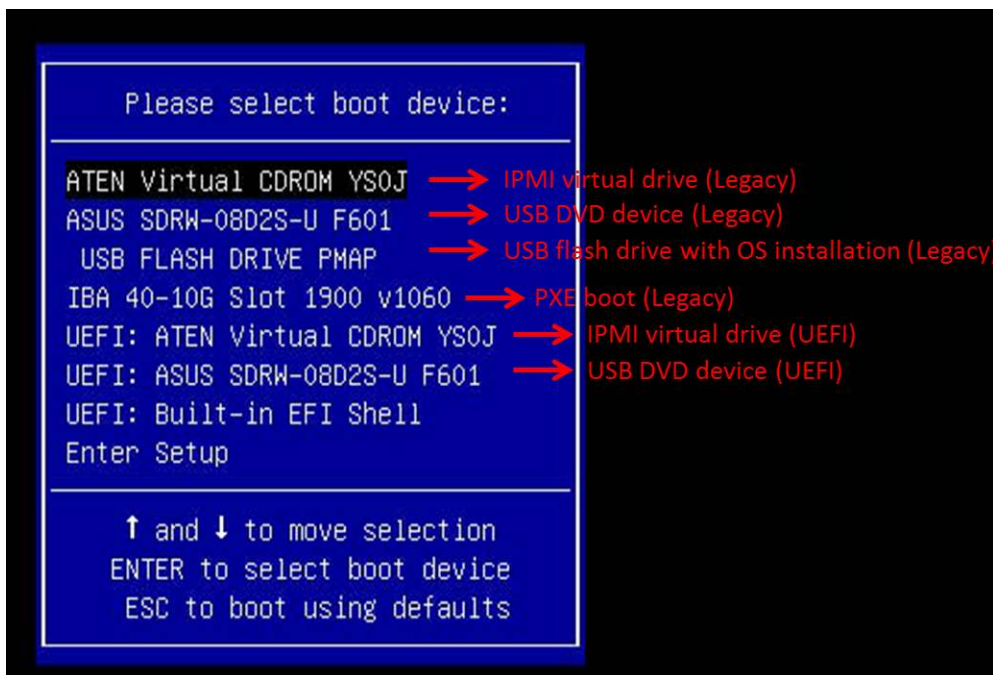 Please select boot device:
ATEN Virtual CDROM YS0J → IPMI virtual drive (Legacy)
ASUS SDRW-08D2S-U F601 → USB DVD device (Legacy)
USB FLASH DRIVE PMAP → USB flash drive with OS installation (Legacy)
IBA 40-10G Slot 1900 v1060 → PXE boot (Legacy)
UEFI: ATEN Virtual CDROM YS0J → IPMI virtual drive (UEFI)
UEFI: ASUS SDRW-08D2S-U F601 → USB DVD device (UEFI)
UEFI: Built-in EFI Shell
Enter Setup
↑ and ↓ to move selection
ENTER to select boot device
ESC to boot using defaults